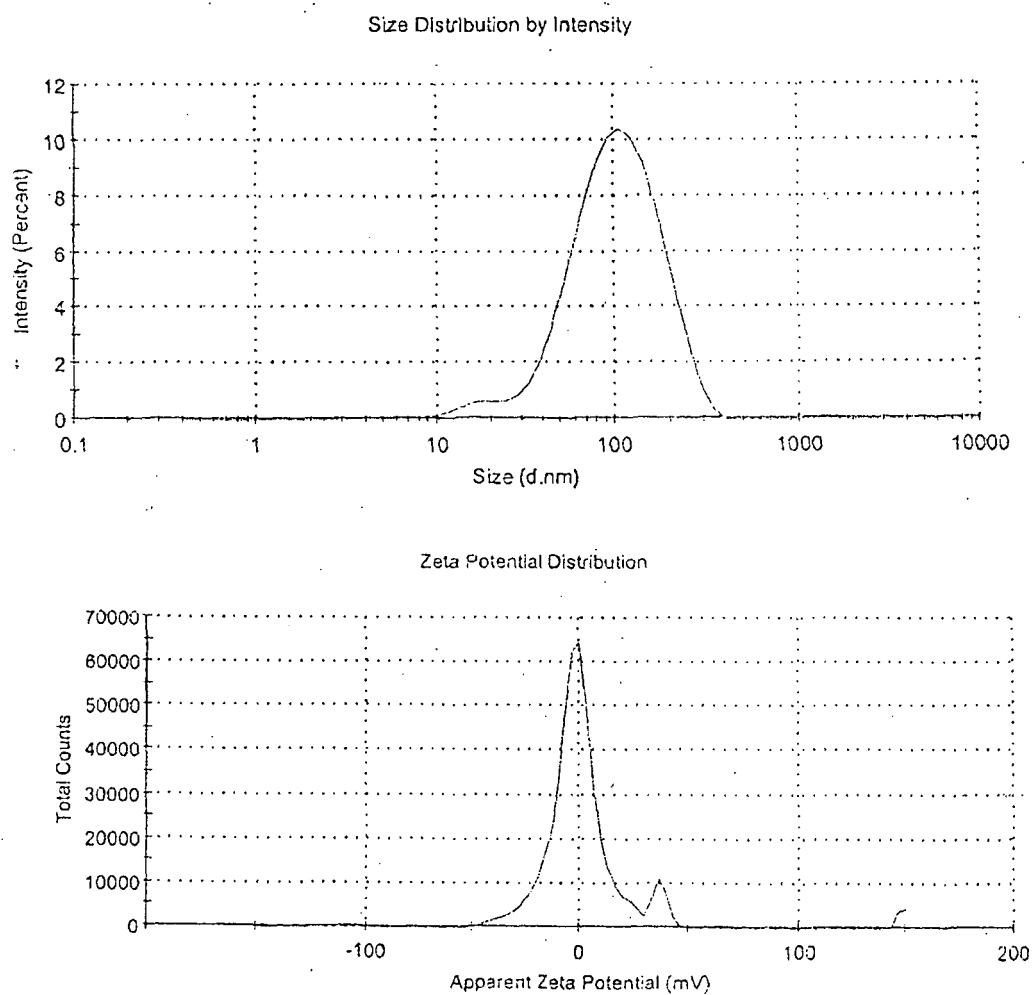 Size Distribution by Intensity
12
10
8
6
4
2
0
Intensity (Percent)
0.1 1 10 100 1000 10000
Size (d.nm)
Zeta Potential Distribution
70000
60000
50000
40000
30000
20000
10000
0
Total Counts
-100 0 100 200
Apparent Zeta Potential (mV)